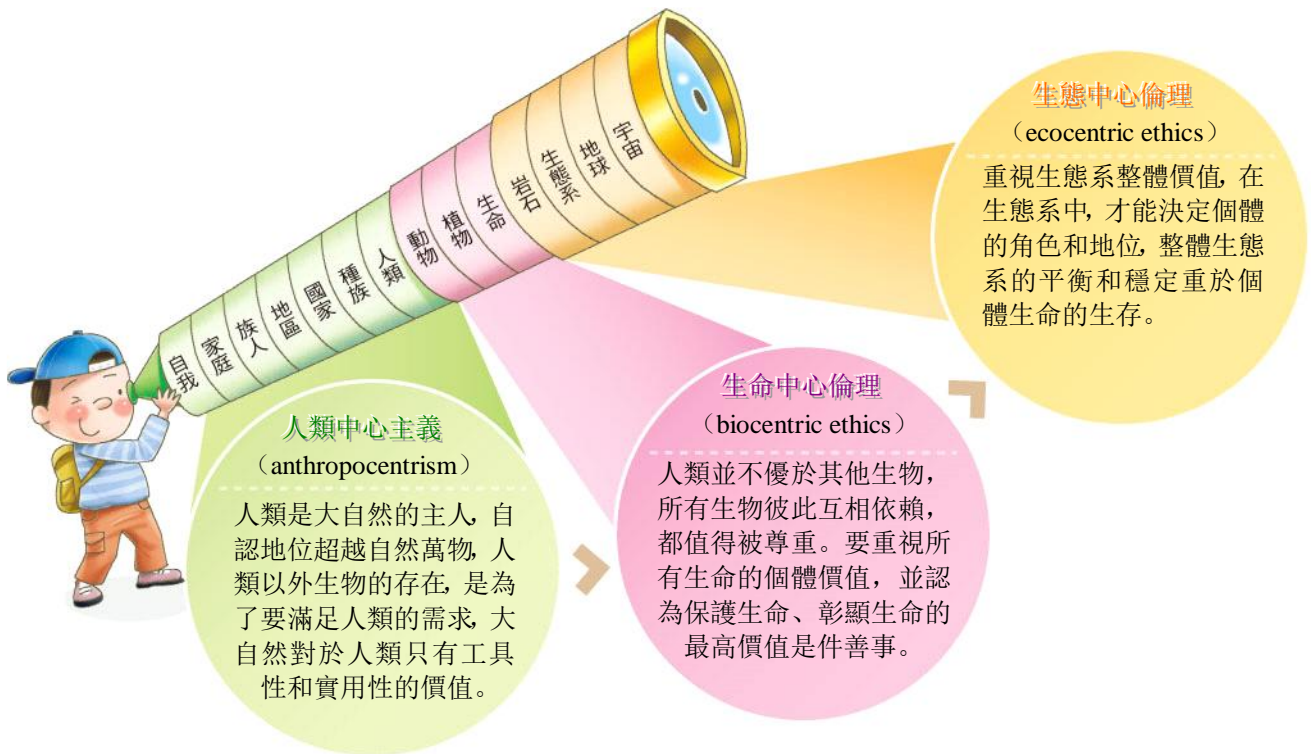 自我
家庭
族人
地區
國家
種族
人類
動物
植物
生命
岩石
生態系
地球
宇宙
人類中心主義
（anthropocentrism）
人類是大自然的主人, 自
認地位超越自然萬物, 人
類以外生物的存在, 是為
了要滿足人類的需求, 大
自然對於人類只有工具
性和實用性的價值。
生命中心倫理
（biocentric ethics）
人類並不優於其他生物,
所有生物彼此互相依賴,
都值得被尊重。要重視所
有生命的個體價值, 並認
為保護生命、彰顯生命的
最高價值是件善事。
生態中心倫理
（ecocentric ethics）
重視生態系整體價值, 在
生態系中, 才能決定個體
的角色和地位, 整體生態
系的平衡和穩定重於個
體生命的生存。